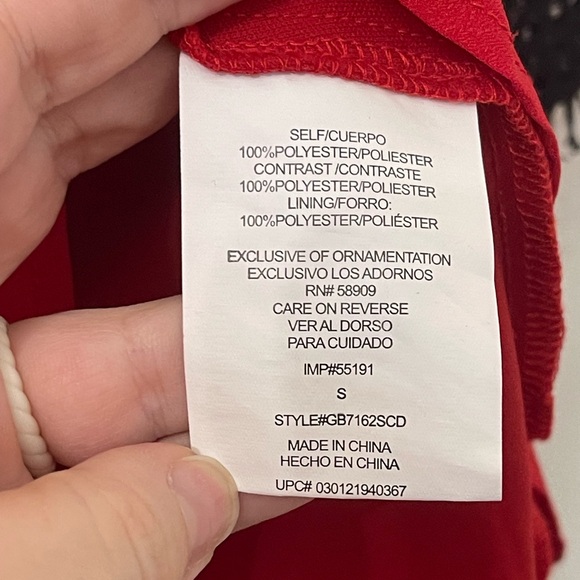 SELF/CUERPO
100%POLYESTER/POLIESTER
CONTRAST /CONTRASTE
100%POLYESTER/POLIESTER
LINING/FORRO:
100%POLYESTER/POLIÉSTER
EXCLUSIVE OF ORNAMENTATION
EXCLUSIVO LOS ADORNOS
RN# 58909
CARE ON REVERSE
VER AL DORSO
PARA CUIDADO
IMP#55191
S
STYLE#GB7162SCD
MADE IN CHINA
HECHO EN CHINA
UPC# 030121940367